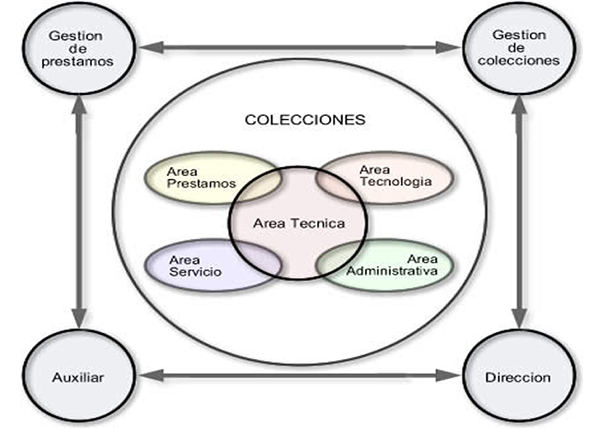 Gestion
de
prestamos
Gestion
de
colecciones
COLECCIONES
Area
Prestamos
Area
Tecnologia
Area Tecnica
Area
Servicio
Area
Administrativa
Auxiliar
Direccion